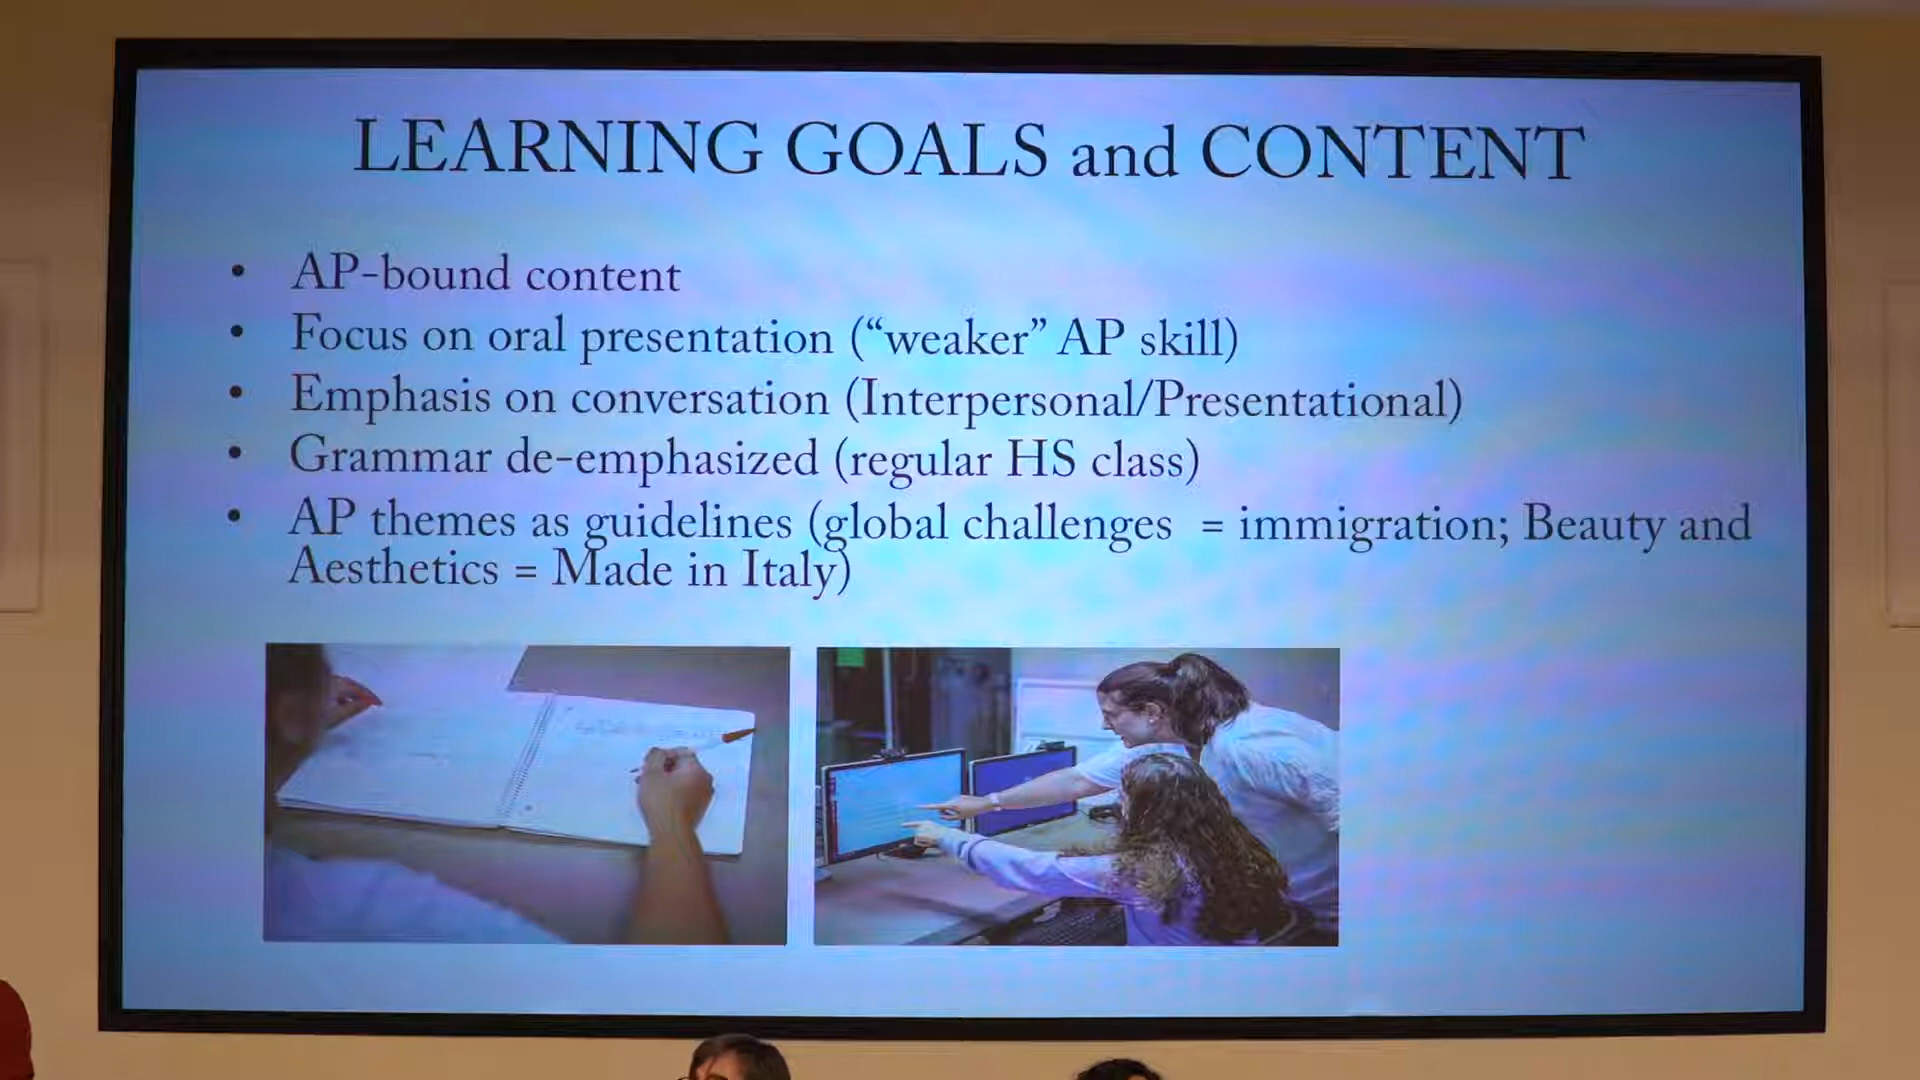 LEARNING GOALS and CONTENT
• AP-bound content
• Focus on oral presentation (“weaker” AP skill)
• Emphasis on conversation (Interpersonal/Presentational)
• Grammar de-emphasized (regular HS class)
• AP themes as guidelines (global challenges = immigration; Beauty and
Aesthetics = Made in Italy)